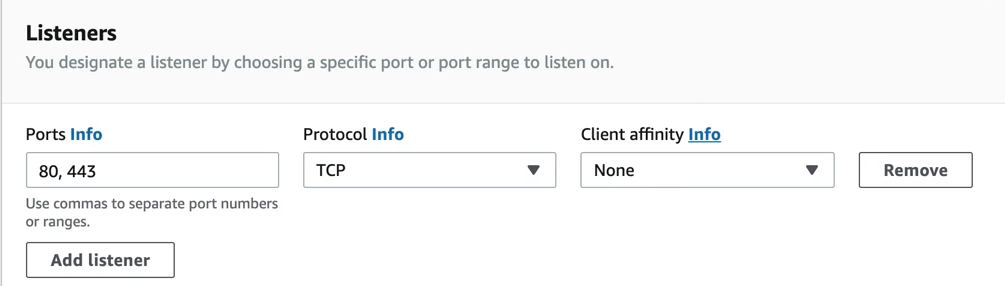 Listeners
You designate a listener by choosing a specific port or port range to listen on.
Ports Info
Protocol Info
Client affinity Info
80, 443
TCP
None
Remove
Use commas to separate port numbers
or ranges.
Add listener